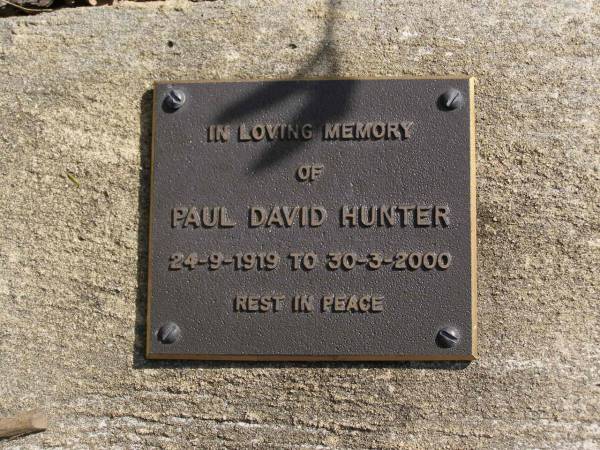 IN LOVING MEMORY
OF
PAUL DAVID HUNTER
24-9-1919 TO 30-3-2000
REST IN PEACE